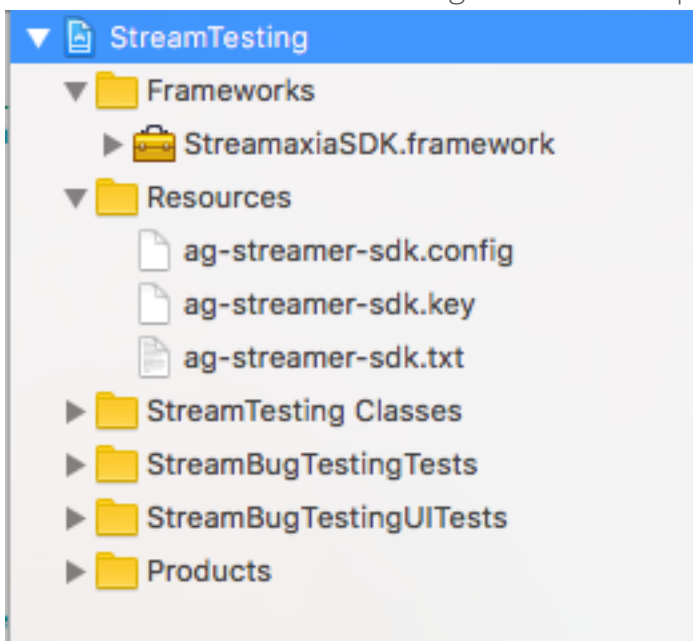 StreamTesting
Frameworks
StreamaxiaSDK.framework
Resources
ag-streamer-sdk.config
ag-streamer-sdk.key
ag-streamer-sdk.txt
StreamTesting Classes
StreamBugTestingTests
StreamBugTestingUITests
Products